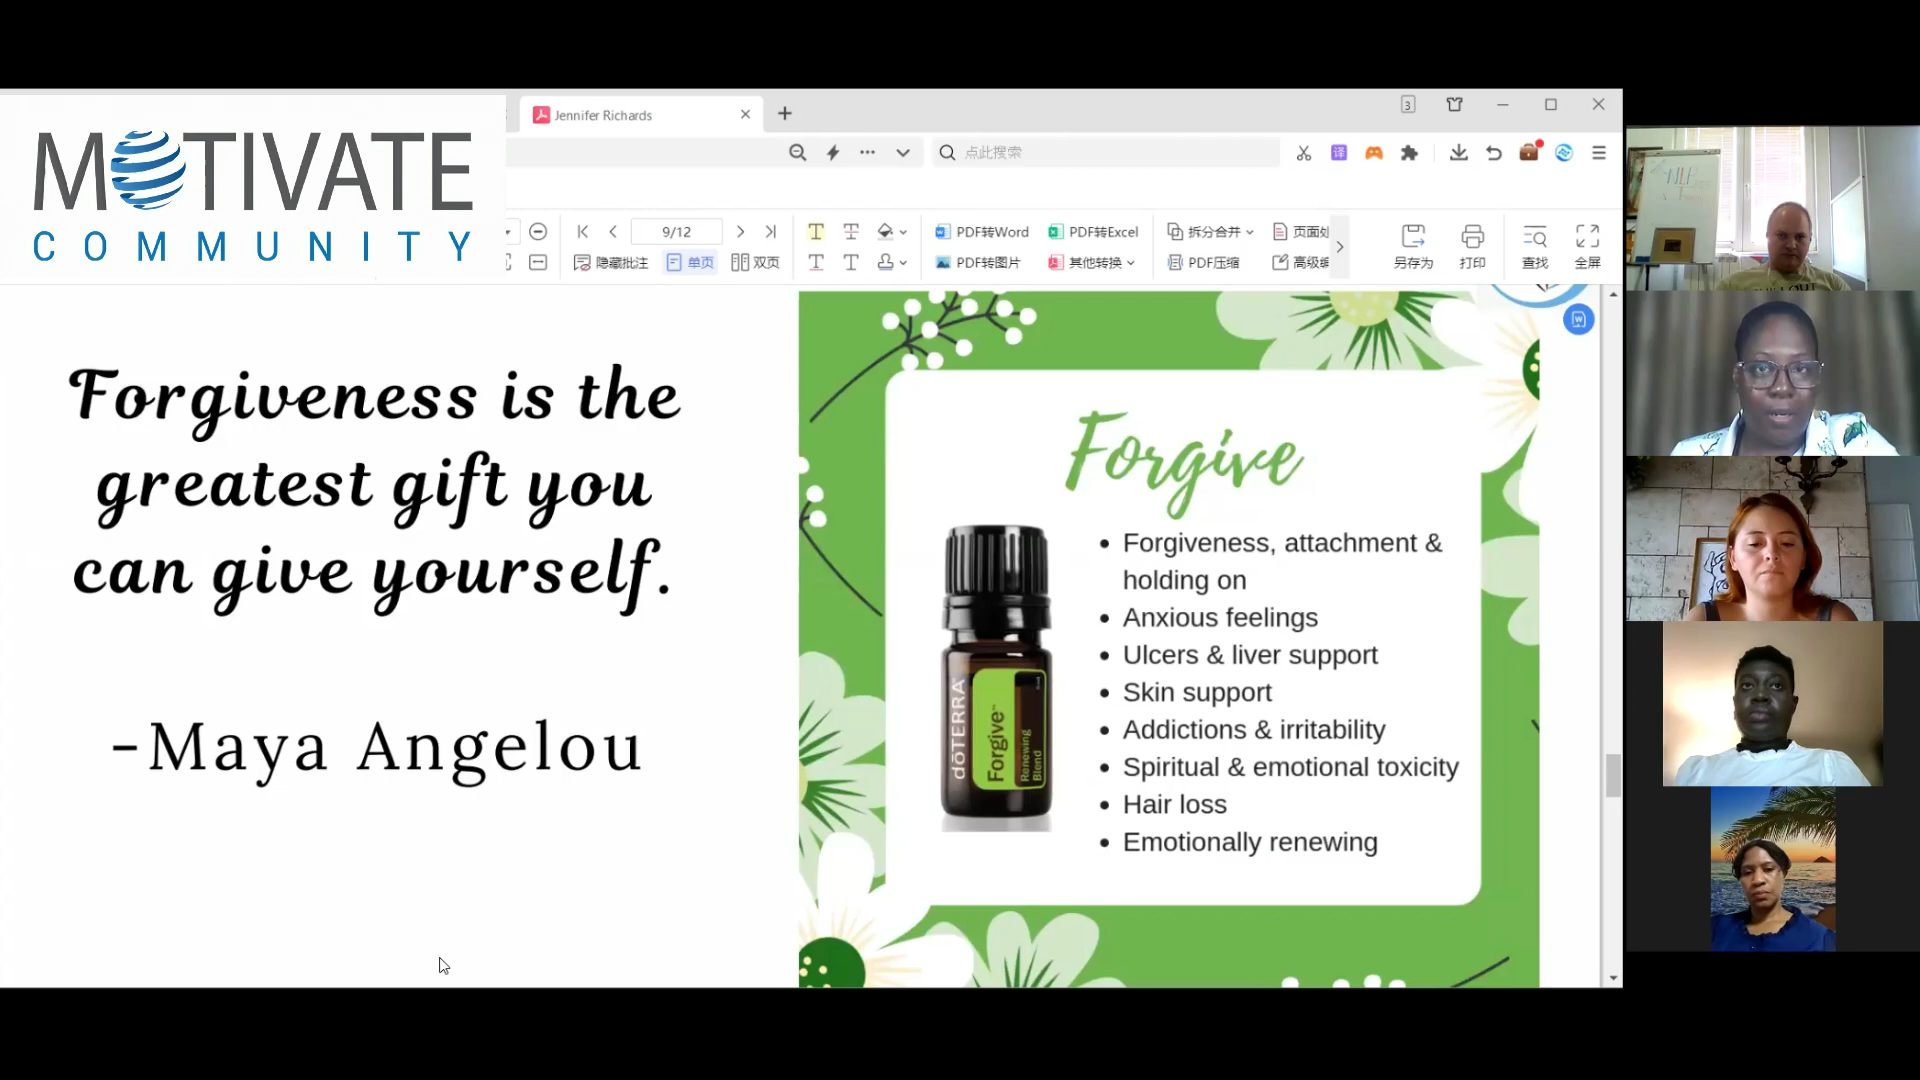 MOTIVATE
COMMUNITY
Jennifer Richards
3
点此搜索
译
9/12
PDF转Word
PDF转Excel
拆分合并
隐藏批注
单页
双页
PDF转图片
其他转换
PDF压缩
另存为
打印
查找
全屏
Forgiveness is the
greatest gift you
can give yourself.
-Maya Angelou
Forgive
Forgiveness, attachment &
holding on
Anxious feelings
Ulcers & liver support
Skin support
Addictions & irritability
Spiritual & emotional toxicity
Hair loss
Emotionally renewing
dōTERRA
Forgive™
Renewing
Blend
NLP